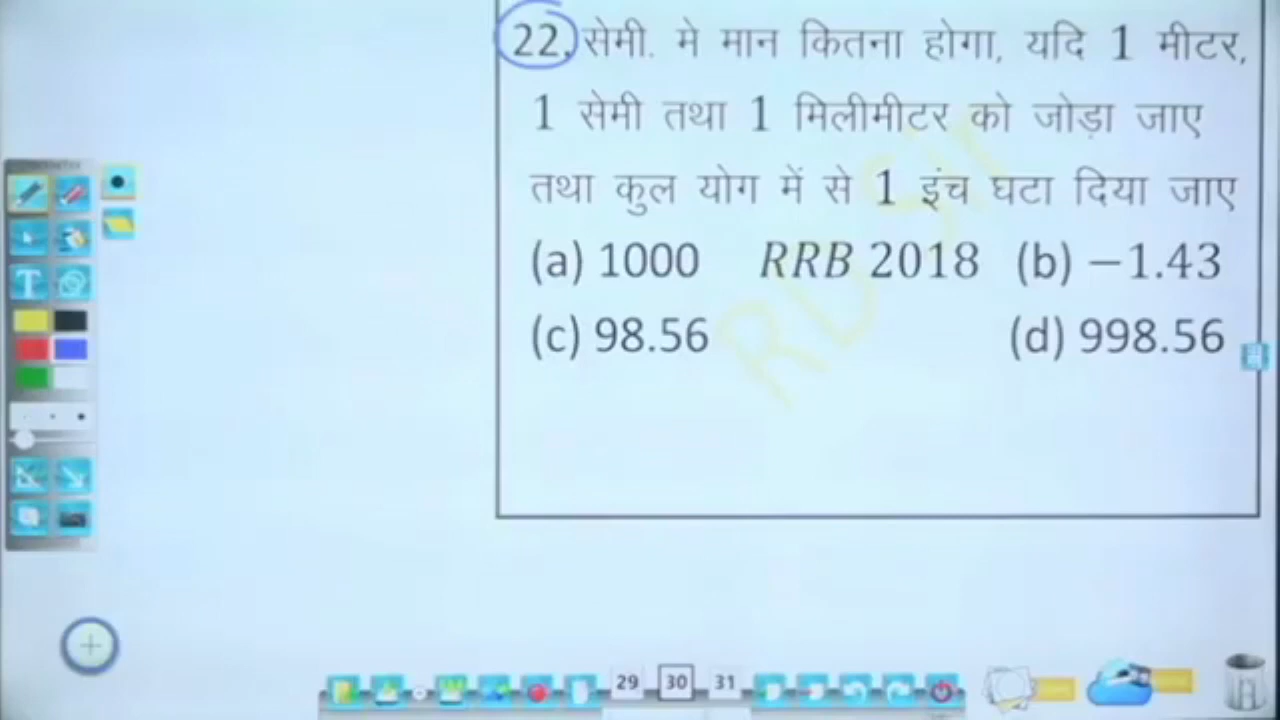 22. सेमी. मे मान कितना होगा, यदि 1 मीटर,
1 सेमी तथा 1 मिलीमीटर को जोड़ा जाए
तथा कुल योग में से 1 इंच घटा दिया जाए
(a) 1000 RRB 2018 (b) −1.43
(c) 98.56 (d) 998.56
T
29 30 31